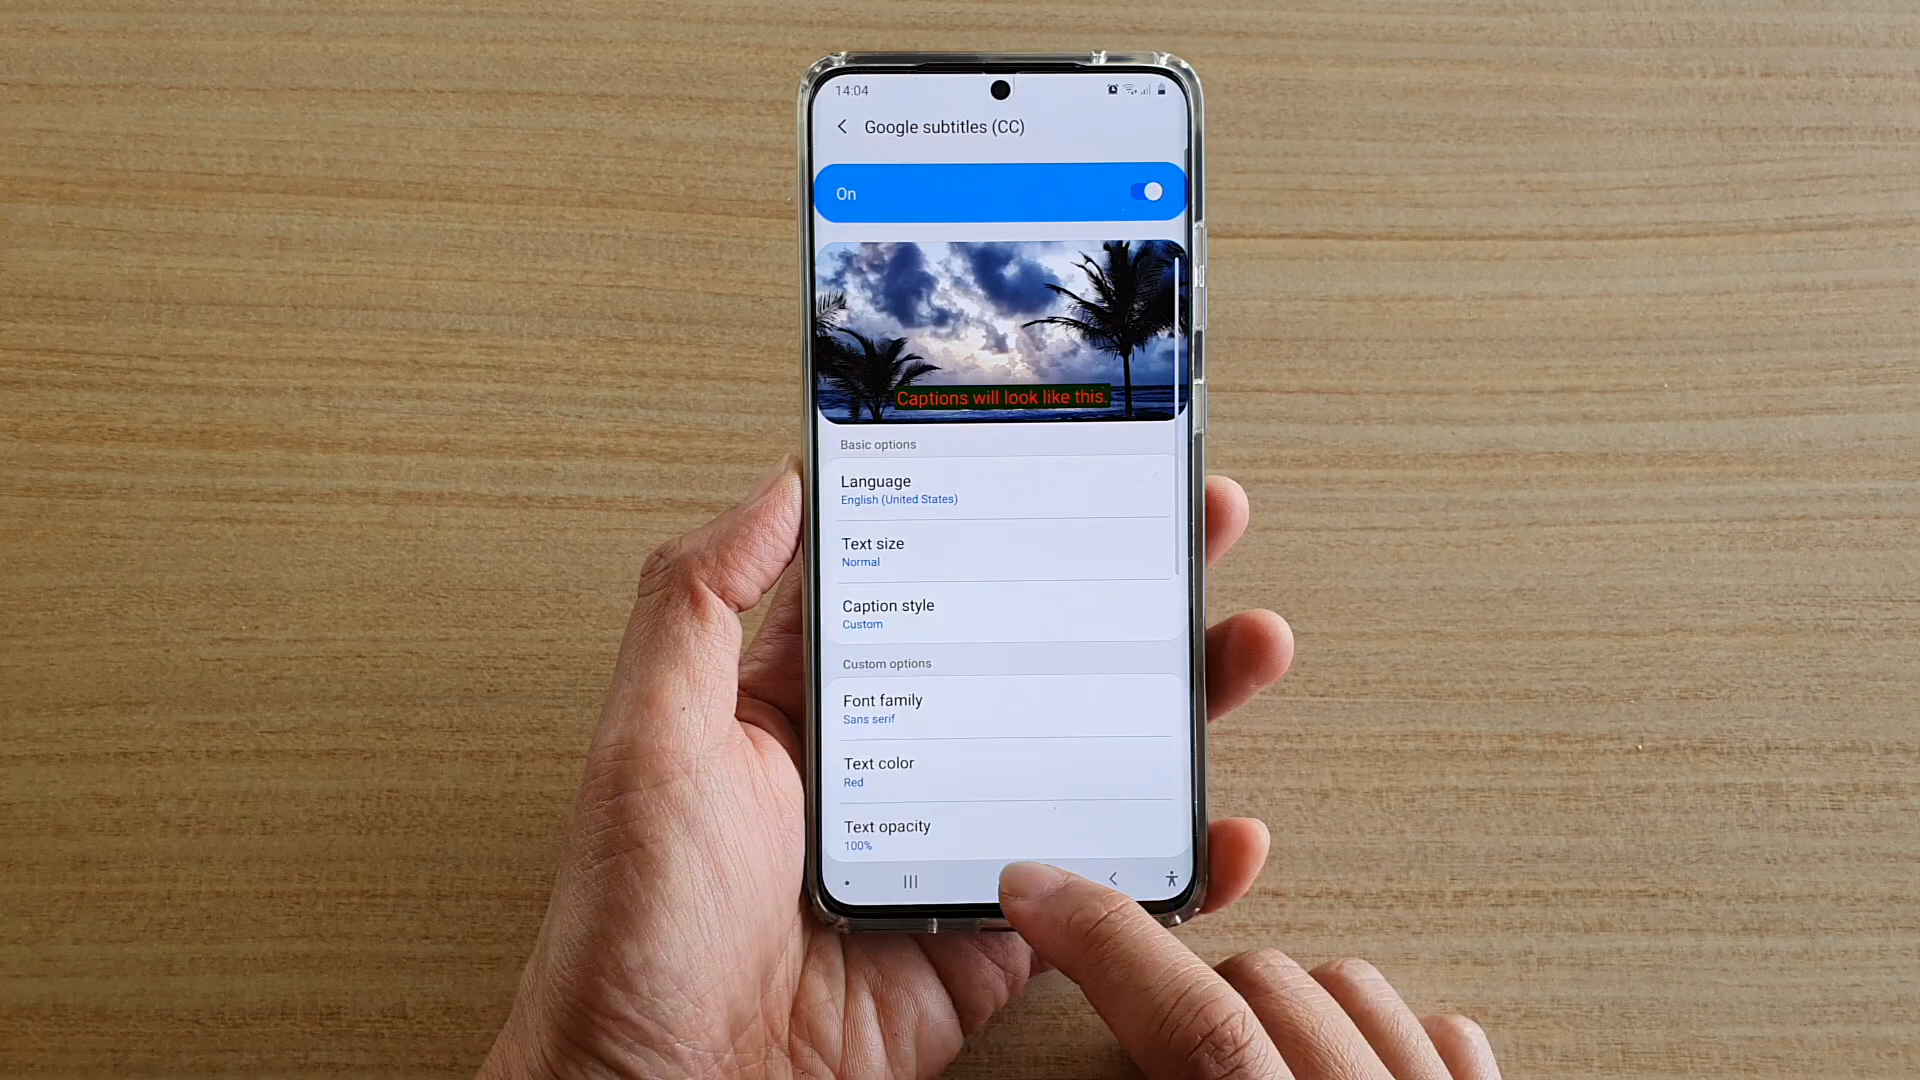 14:04
Google subtitles (CC)
On
Captions will look like this.
Basic options
Language
English (United States)
Text size
Normal
Caption style
Custom
Custom options
Font family
Sans serif
Text color
Red
Text opacity
100%